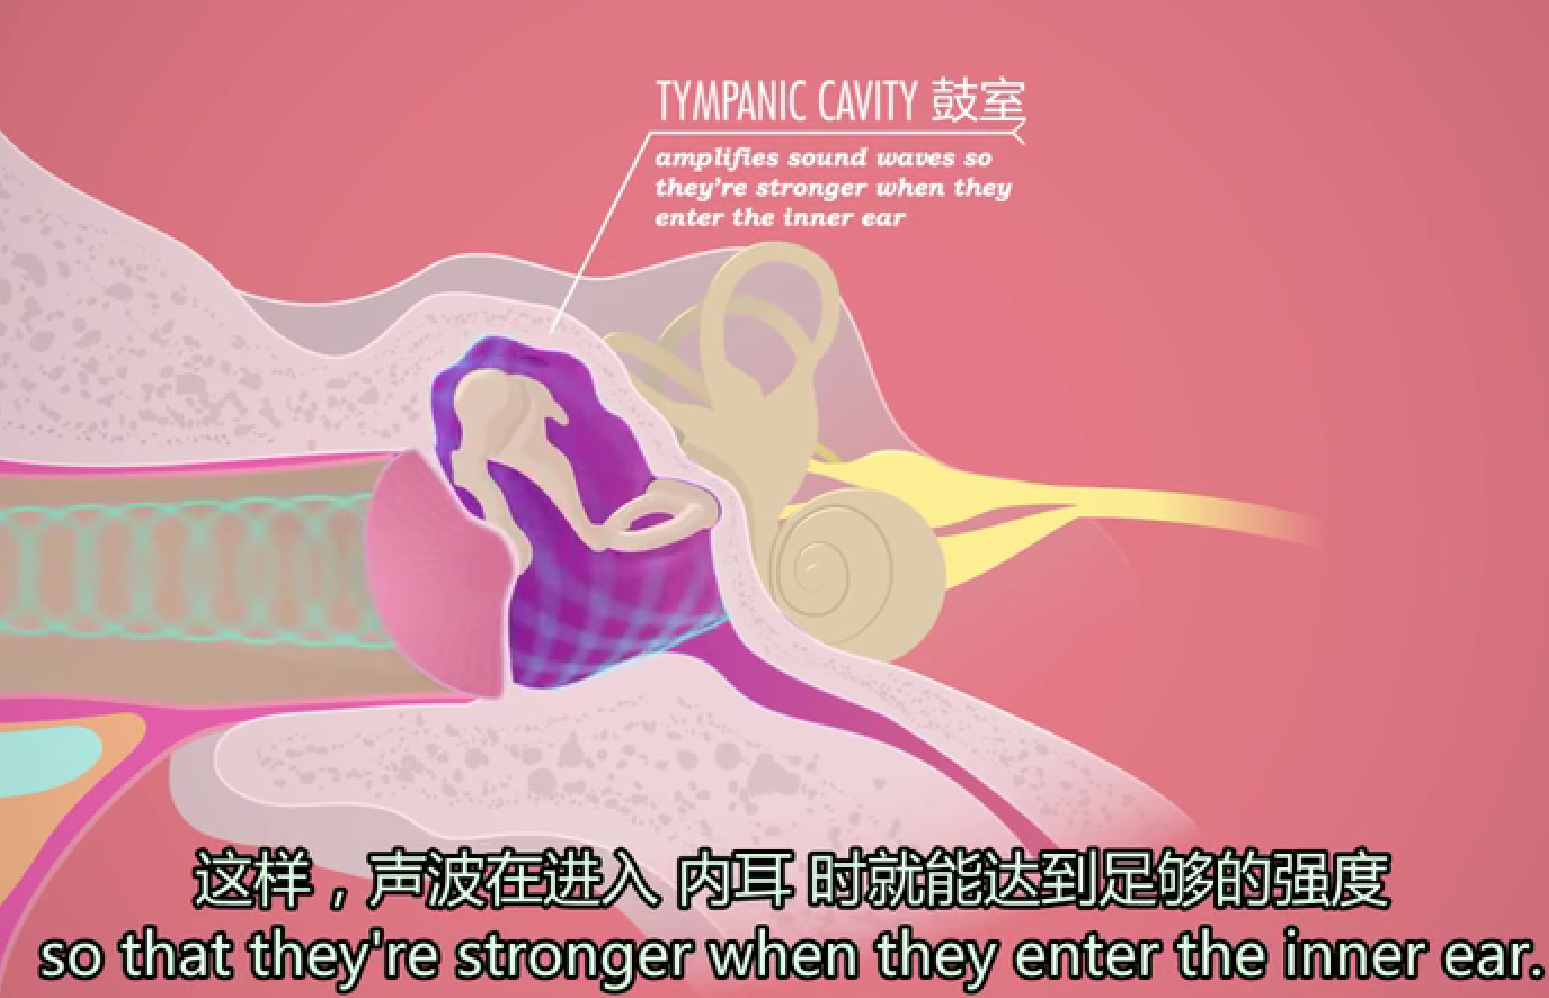 TYMPANIC CAVITY 鼓室
amplifies sound waves so
they're stronger when they
enter the inner ear
这样，声波在进入 内耳 时就能达到足够的强度
so that they're stronger when they enter the inner ear.